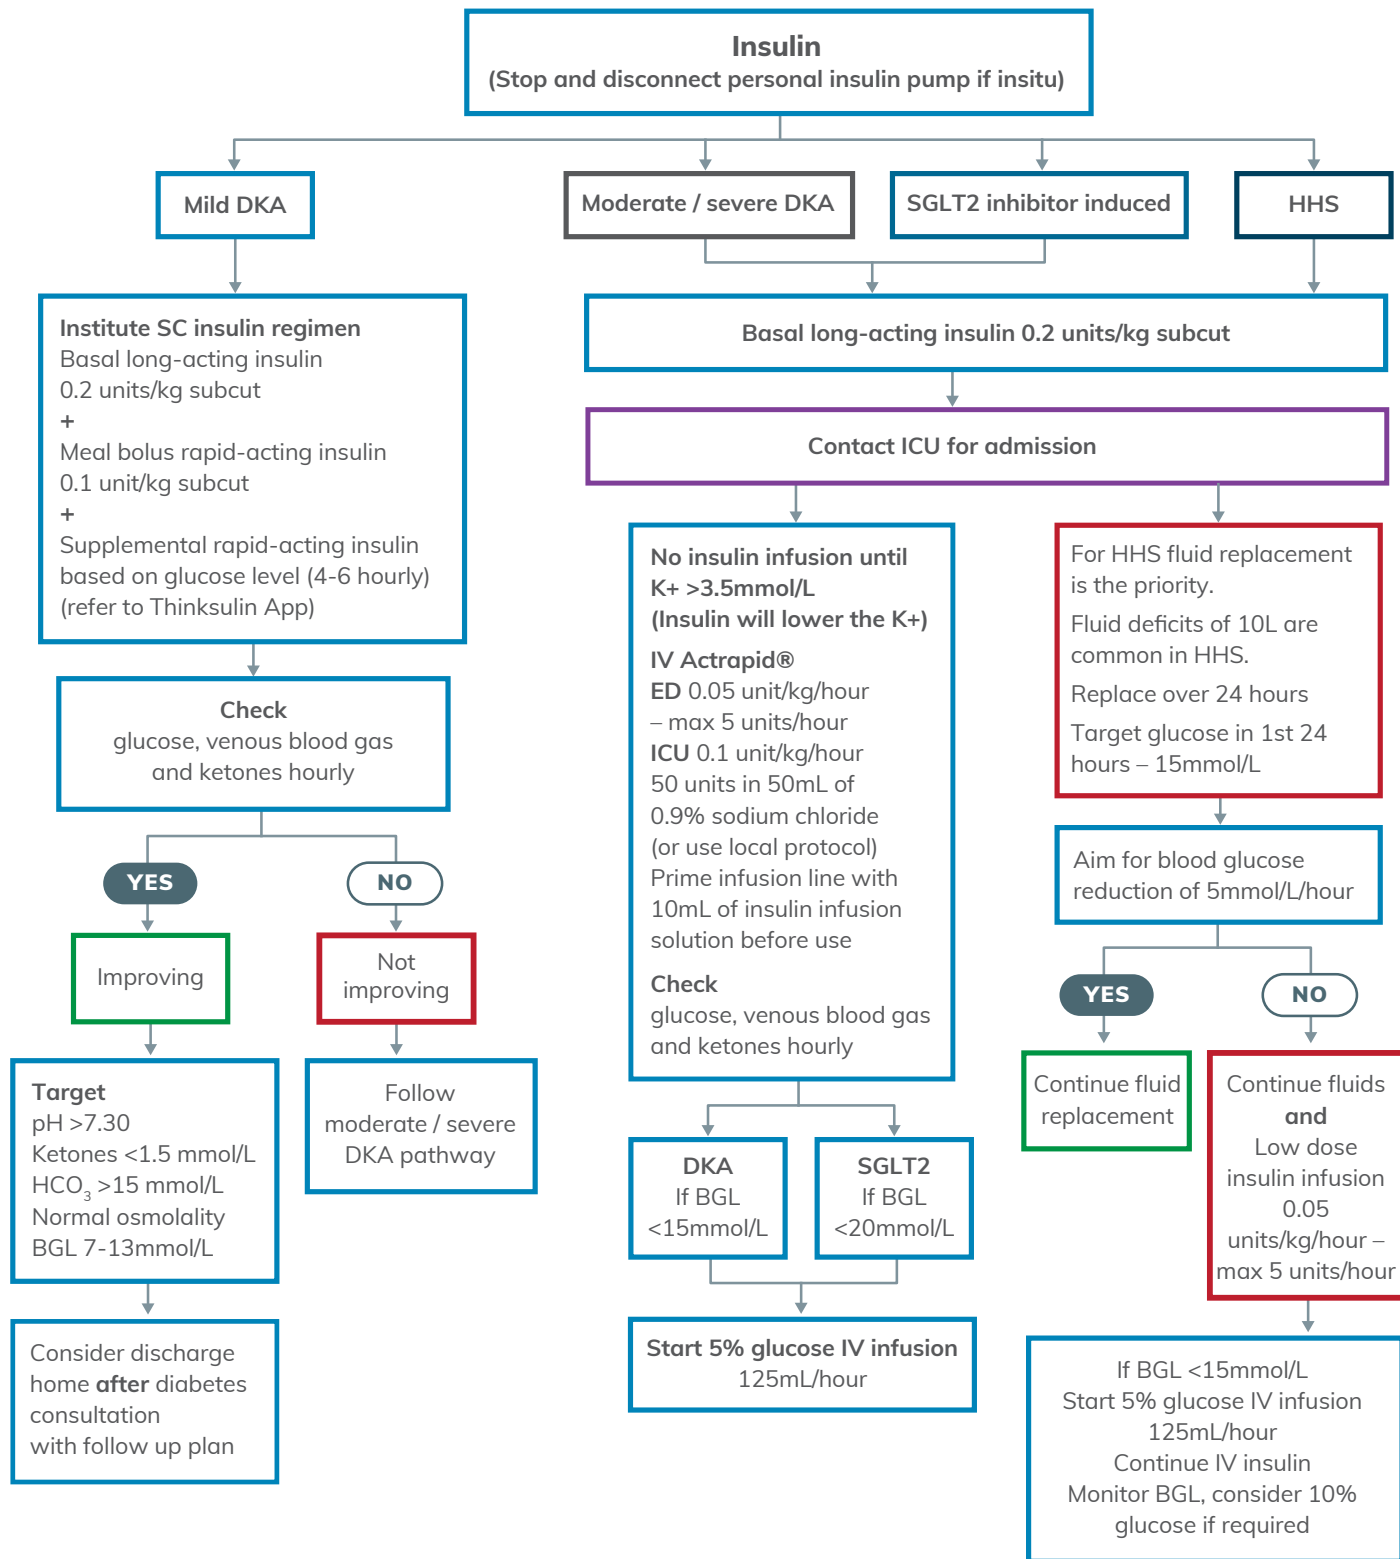 Insulin
(Stop and disconnect personal insulin pump if insitu)
Mild DKA
Moderate / severe DKA
SGLT2 inhibitor induced
HHS
Institute SC insulin regimen
Basal long-acting insulin
0.2 units/kg subcut
+
Meal bolus rapid-acting insulin
0.1 unit/kg subcut
+
Supplemental rapid-acting insulin
based on glucose level (4-6 hourly)
(refer to Thinksulin App)
Check
glucose, venous blood gas
and ketones hourly
YES
NO
Improving
Not
improving
Target
pH >7.30
Ketones <1.5 mmol/L
HCO3 >15 mmol/L
Normal osmolality
BGL 7-13mmol/L
Follow
moderate / severe
DKA pathway
Consider discharge
home after diabetes
consultation
with follow up plan
Basal long-acting insulin 0.2 units/kg subcut
Contact ICU for admission
No insulin infusion until
K+ >3.5mmol/L
(Insulin will lower the K+)
IV Actrapid®
ED 0.05 unit/kg/hour
– max 5 units/hour
ICU 0.1 unit/kg/hour
50 units in 50mL of
0.9% sodium chloride
(or use local protocol)
Prime infusion line with
10mL of insulin infusion
solution before use
Check
glucose, venous blood gas
and ketones hourly
DKA
If BGL
<15mmol/L
SGLT2
If BGL
<20mmol/L
Start 5% glucose IV infusion
125mL/hour
For HHS fluid replacement
is the priority.
Fluid deficits of 10L are
common in HHS.
Replace over 24 hours
Target glucose in 1st 24
hours – 15mmol/L
Aim for blood glucose
reduction of 5mmol/L/hour
YES
NO
Continue fluid
replacement
Continue fluids
and
Low dose
insulin infusion
0.05
units/kg/hour –
max 5 units/hour
If BGL <15mmol/L
Start 5% glucose IV infusion
125mL/hour
Continue IV insulin
Monitor BGL, consider 10%
glucose if required